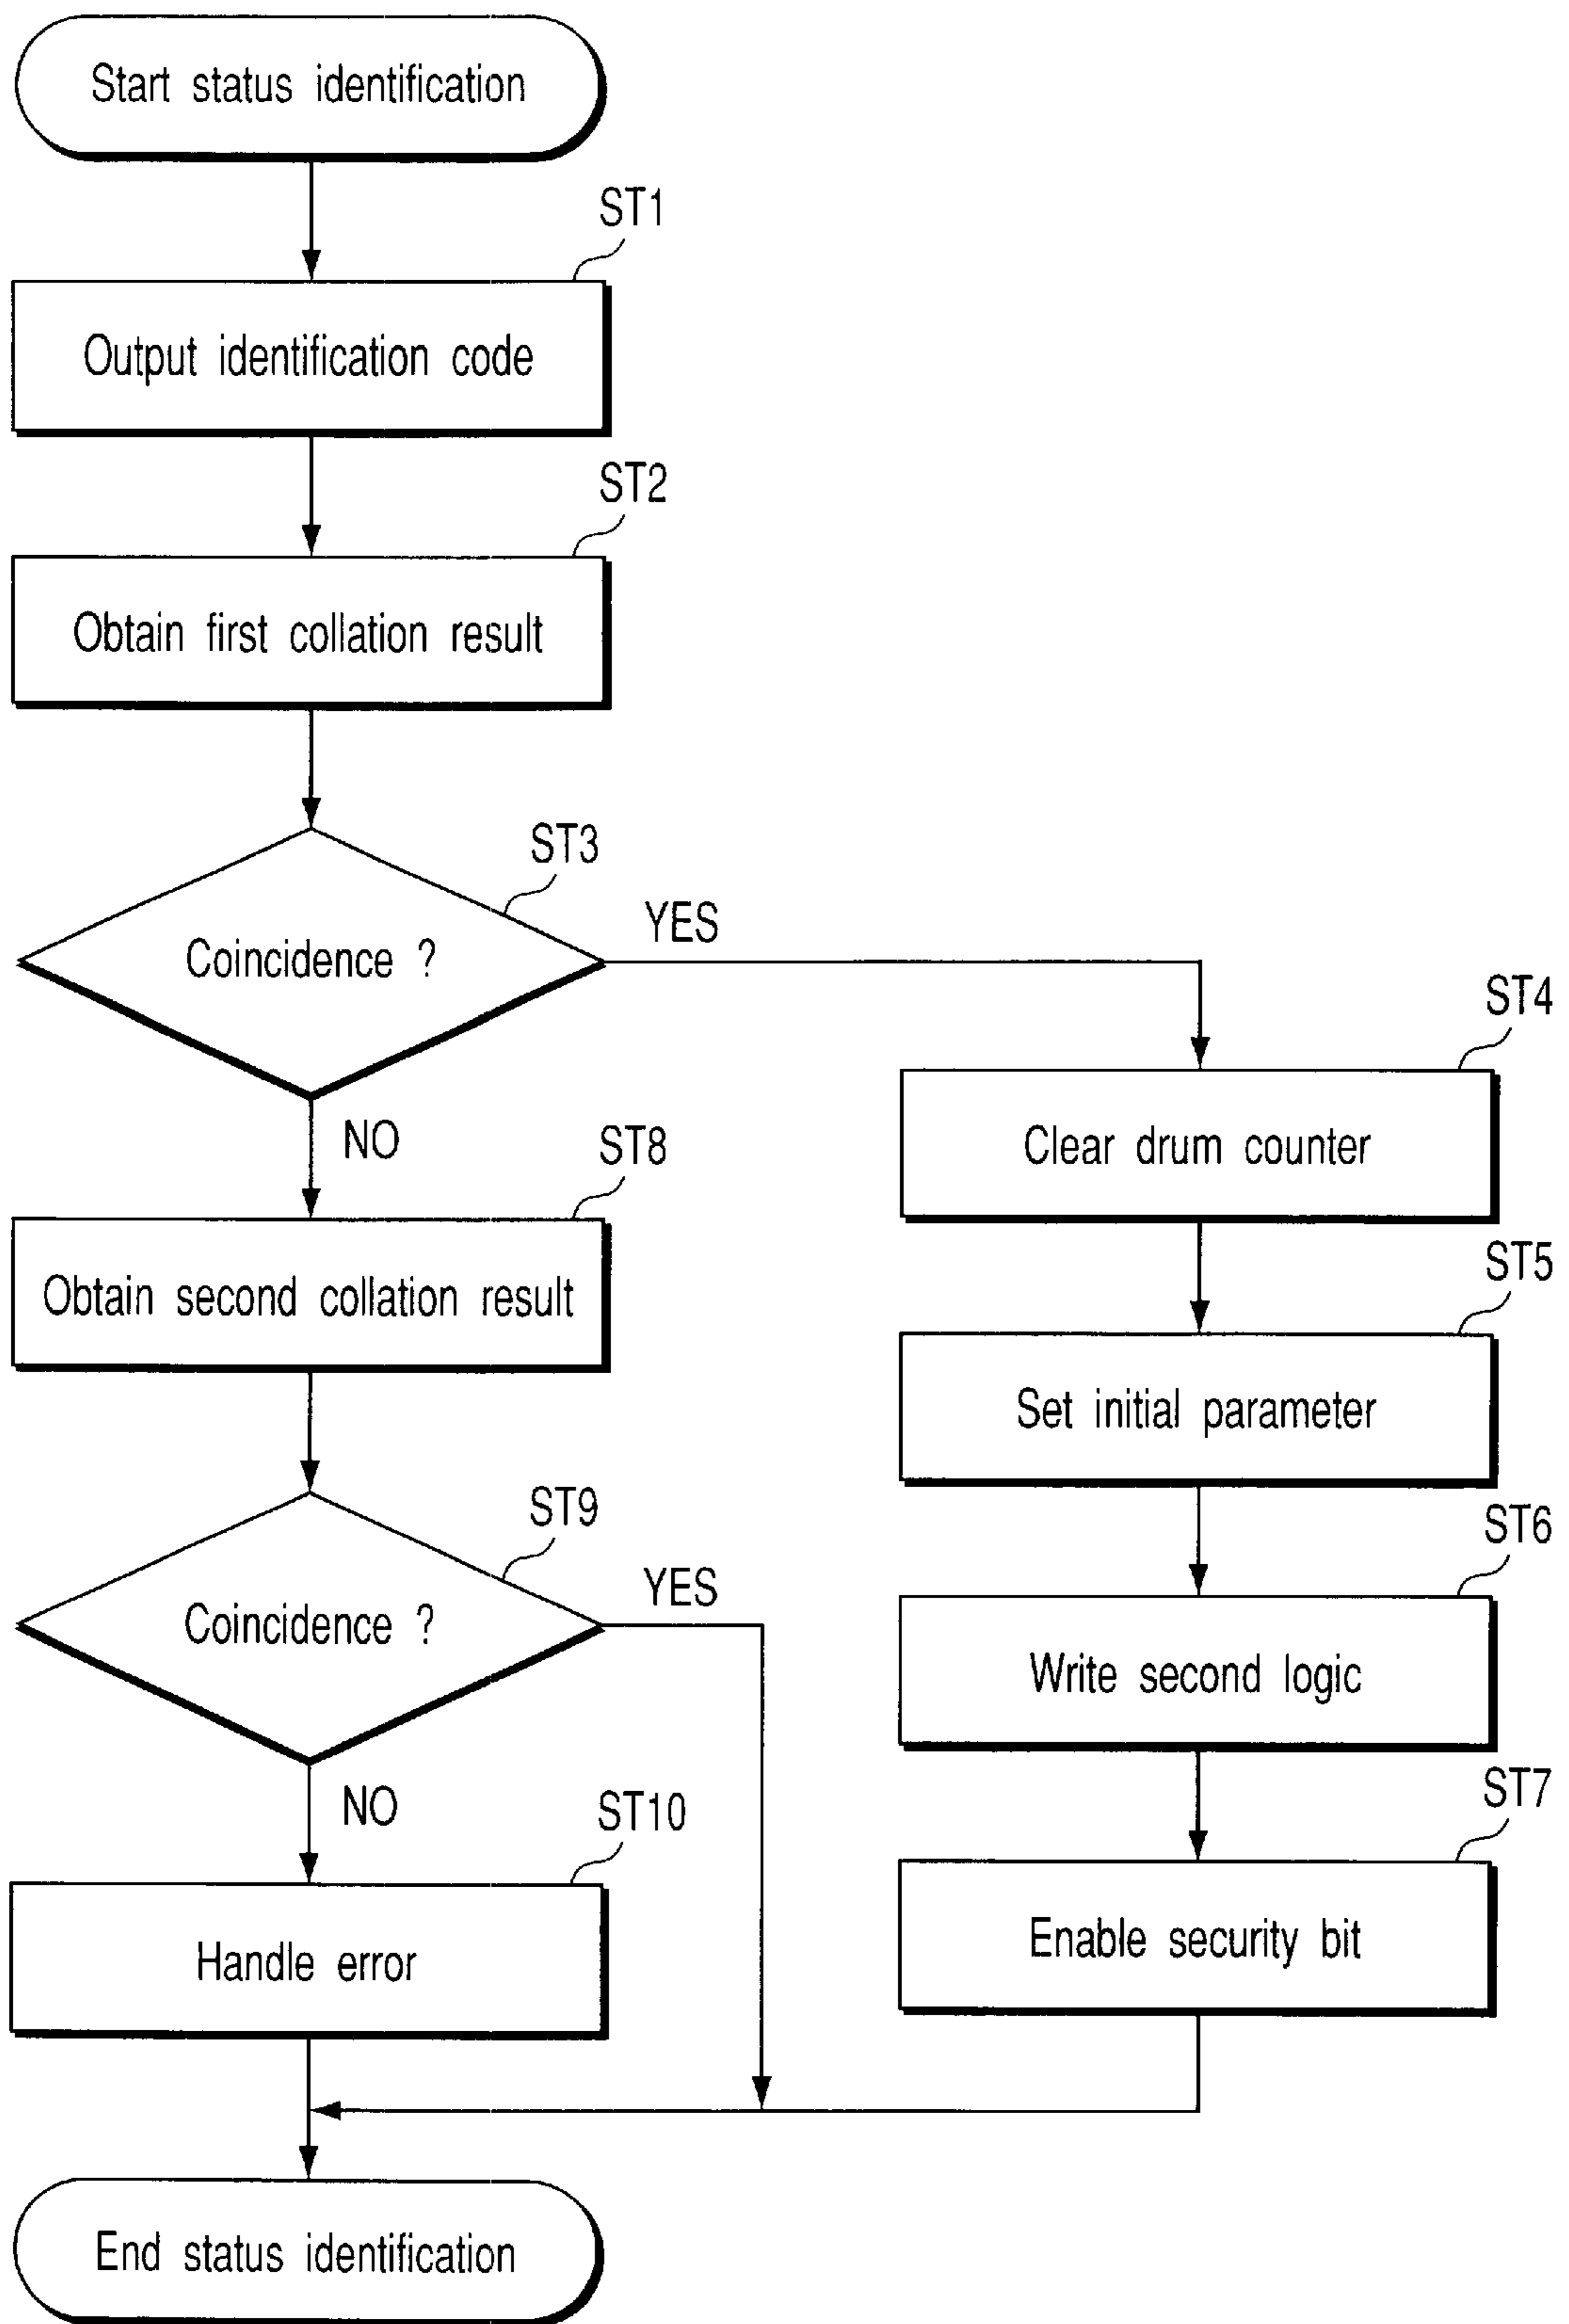 Start status identification
ST1
Output identification code
ST2
Obtain first collation result
ST3
Coincidence ?
YES
NO
ST4
Clear drum counter
ST5
Set initial parameter
ST6
Write second logic
ST7
Enable security bit
ST8
Obtain second collation result
ST9
Coincidence ?
YES
NO
ST10
Handle error
End status identification